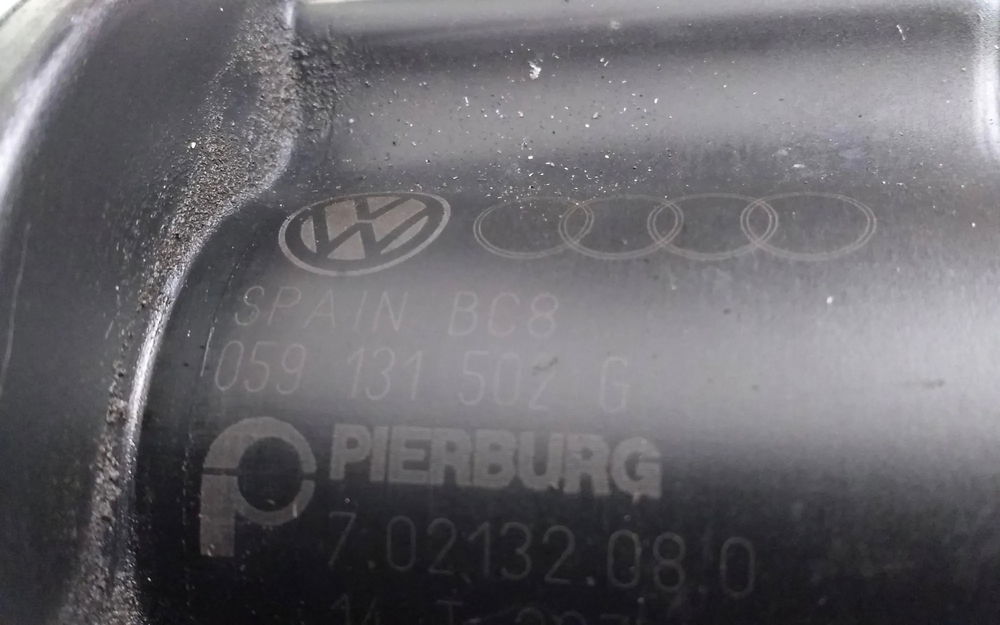 SPAIN BC8
059 131 502 G
PIERBURG
7.02132.08.0